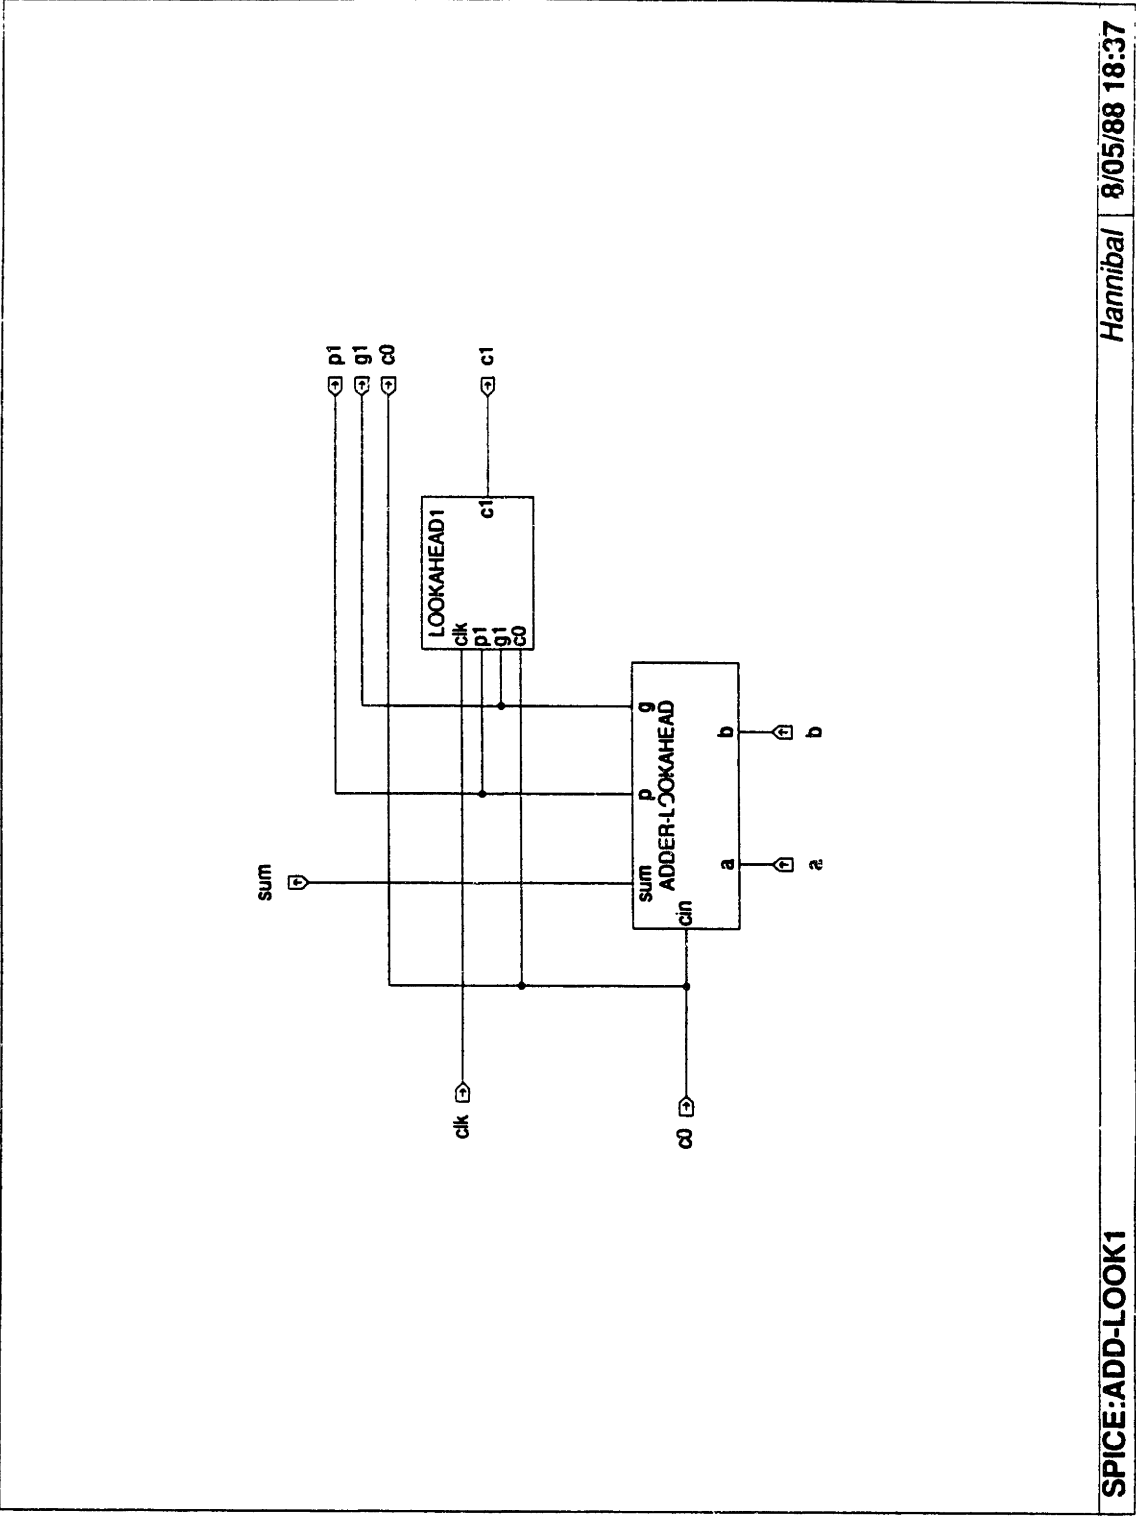 sum
p1
g1
c0
clk
LOOKAHEAD1
clk
p1
g1
c0
c1
c1
sum
p
g
ADDER-LOOKAHEAD
cin
a
b
c0
a
b
SPICE:ADD-LOOK1
Hannibal
8/05/88 18:37